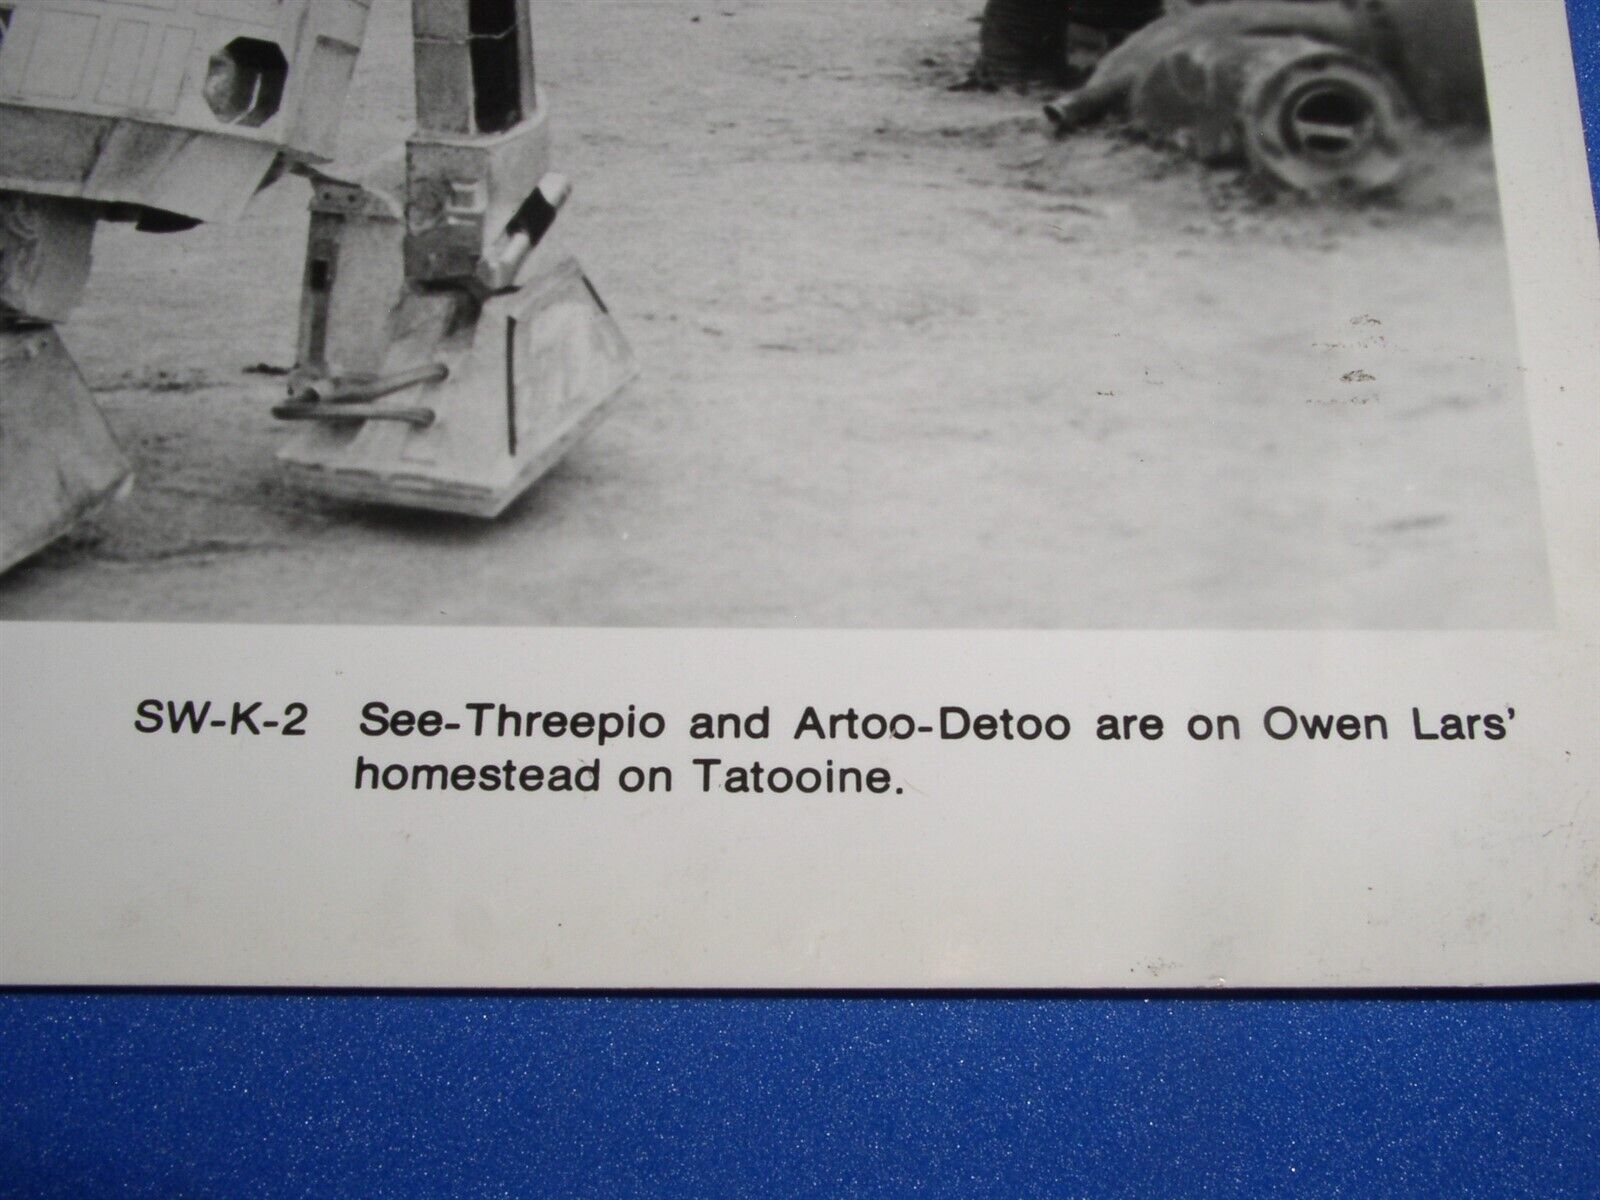 SW-K-2 See-Threepio and Artoo-Detoo are on Owen Lars'
homestead on Tatooine.